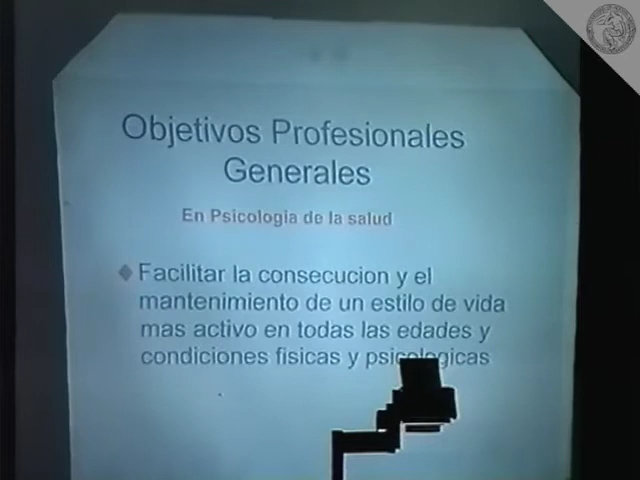 Objetivos Profesionales
Generales
En Psicologia de la salud
Facilitar la consecucion y el
mantenimiento de un estilo de vida
mas activo en todas las edades y
condiciones fisicas y psicologicas